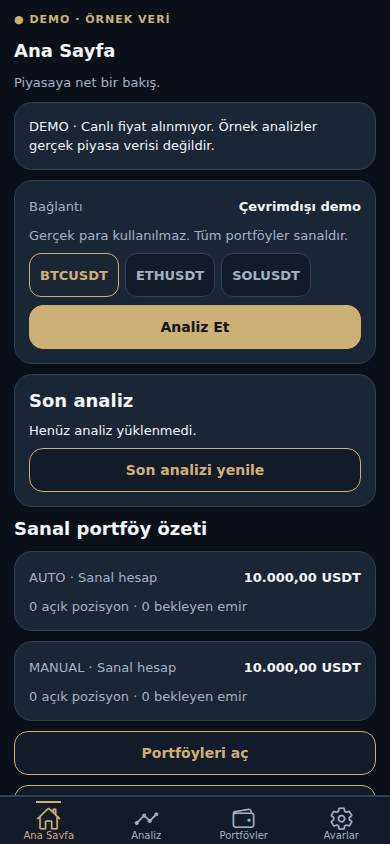 ● DEMO · ÖRNEK VERİ
Ana Sayfa
Piyasaya net bir bakış.
DEMO · Canlı fiyat alınmıyor. Örnek analizler
gerçek piyasa verisi değildir.
Bağlantı Çevrimdışı demo
Gerçek para kullanılmaz. Tüm portföyler sanaldır.
BTCUSDT ETHUSDT SOLUSDT
Analiz Et
Son analiz
Henüz analiz yüklenmedi.
Son analizi yenile
Sanal portföy özeti
AUTO · Sanal hesap 10.000,00 USDT
0 açık pozisyon · 0 bekleyen emir
MANUAL · Sanal hesap 10.000,00 USDT
0 açık pozisyon · 0 bekleyen emir
Portföyleri aç
Ana Sayfa Analiz Portföyler Ayarlar